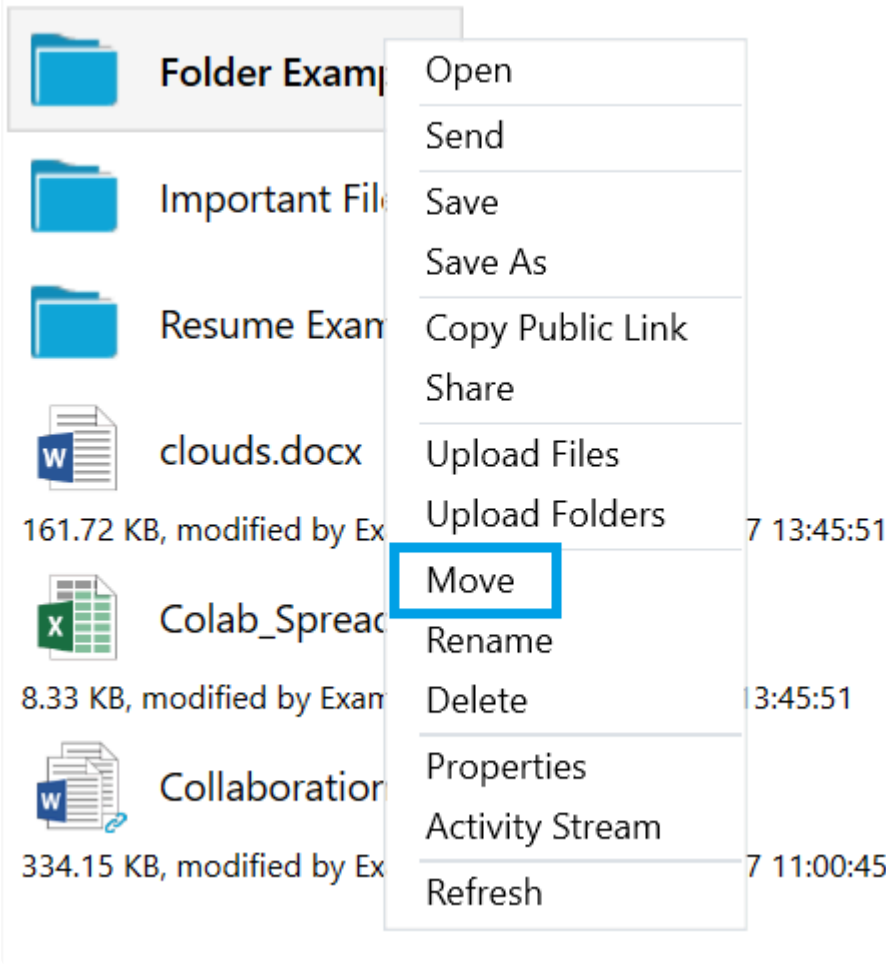 Folder Examp
Open
Send
Important Fil
Save
Save As
Resume Exam
Copy Public Link
Share
W
clouds.docx
Upload Files
Upload Folders
161.72 KB, modified by Ex
7 13:45:51
Move
X
Colab_Spread
Rename
8.33 KB, modified by Exam
13:45:51
Delete
Properties
W
Collaboration
Activity Stream
334.15 KB, modified by Ex
7 11:00:45
Refresh